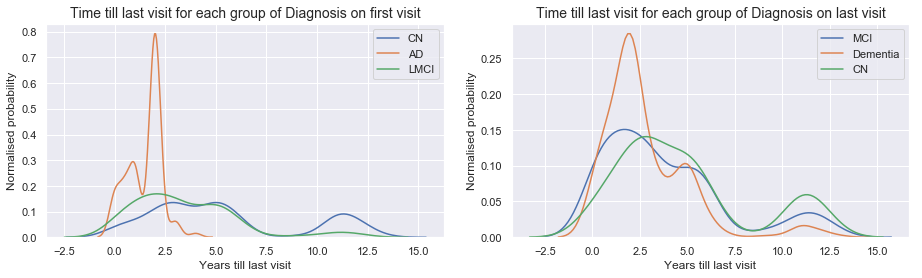 Time till last visit for each group of Diagnosis on first visit
Normalised probability
0.8
0.7
0.6
0.5
0.4
0.3
0.2
0.1
0.0
CN
AD
LMCI
−2.5 0.0 2.5 5.0 7.5 10.0 12.5 15.0
Years till last visit
Time till last visit for each group of Diagnosis on last visit
Normalised probability
0.25
0.20
0.15
0.10
0.05
0.00
MCI
Dementia
CN
−2.5 0.0 2.5 5.0 7.5 10.0 12.5 15.0
Years till last visit